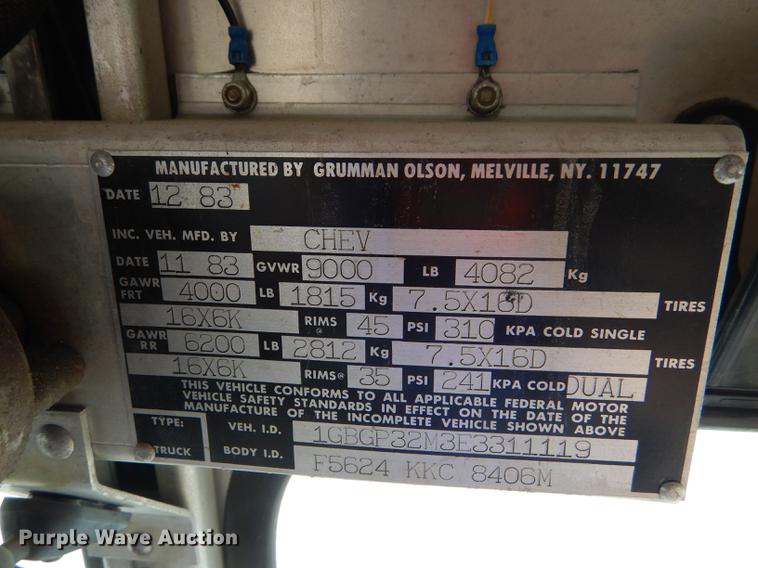 MANUFACTURED BY GRUMMAN OLSON, MELVILLE, NY. 11747
DATE 12 83
INC. VEH. MFD. BY CHEV
DATE 11 83 GVWR 9000 LB 4082 Kg
GAWR FRT 4000 LB 1815 Kg 7.5X16D TIRES
16X6K RIMS @ 45 PSI 310 KPA COLD SINGLE
GAWR RR 6200 LB 2812 Kg 7.5X16D TIRES
16X6K RIMS@ 35 PSI 241 KPA COLD DUAL
THIS VEHICLE CONFORMS TO ALL APPLICABLE FEDERAL MOTOR
VEHICLE SAFETY STANDARDS IN EFFECT ON THE DATE OF THE
MANUFACTURE OF THE INCOMPLETE VEHICLE SHOWN ABOVE
TYPE: TRUCK
VEH. I.D. 1GBGP32M3E3311119
BODY I.D. F5624 KKC 8406M
Purple Wave Auction